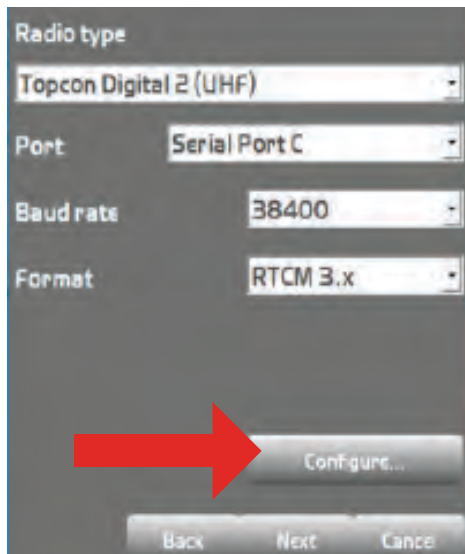 Radio type
Topcon Digital 2 (UHF)
Port Serial Port C
Baud rate 38400
Format RTCM 3.x
Configure...
Back Next Cancel